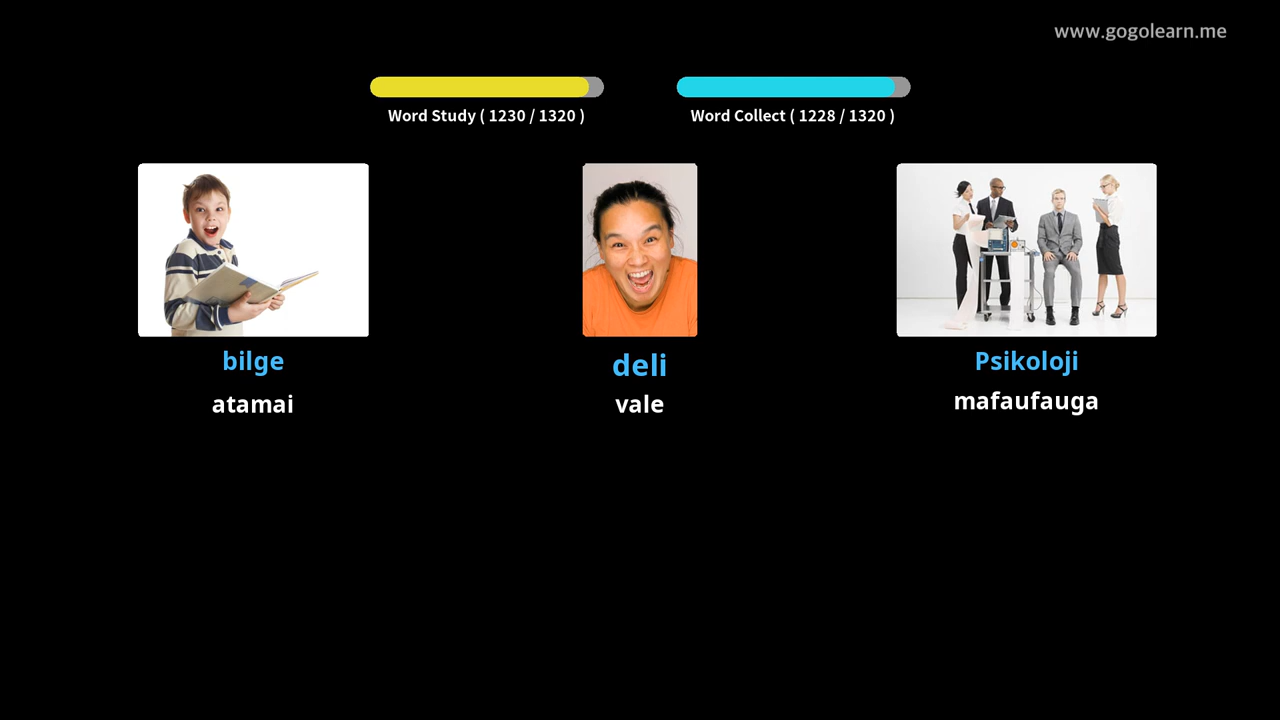 www.gogolearn.me
Word Study ( 1230 / 1320 )
Word Collect ( 1228 / 1320 )
bilge
atamai
deli
vale
Psikoloji
mafaufauga